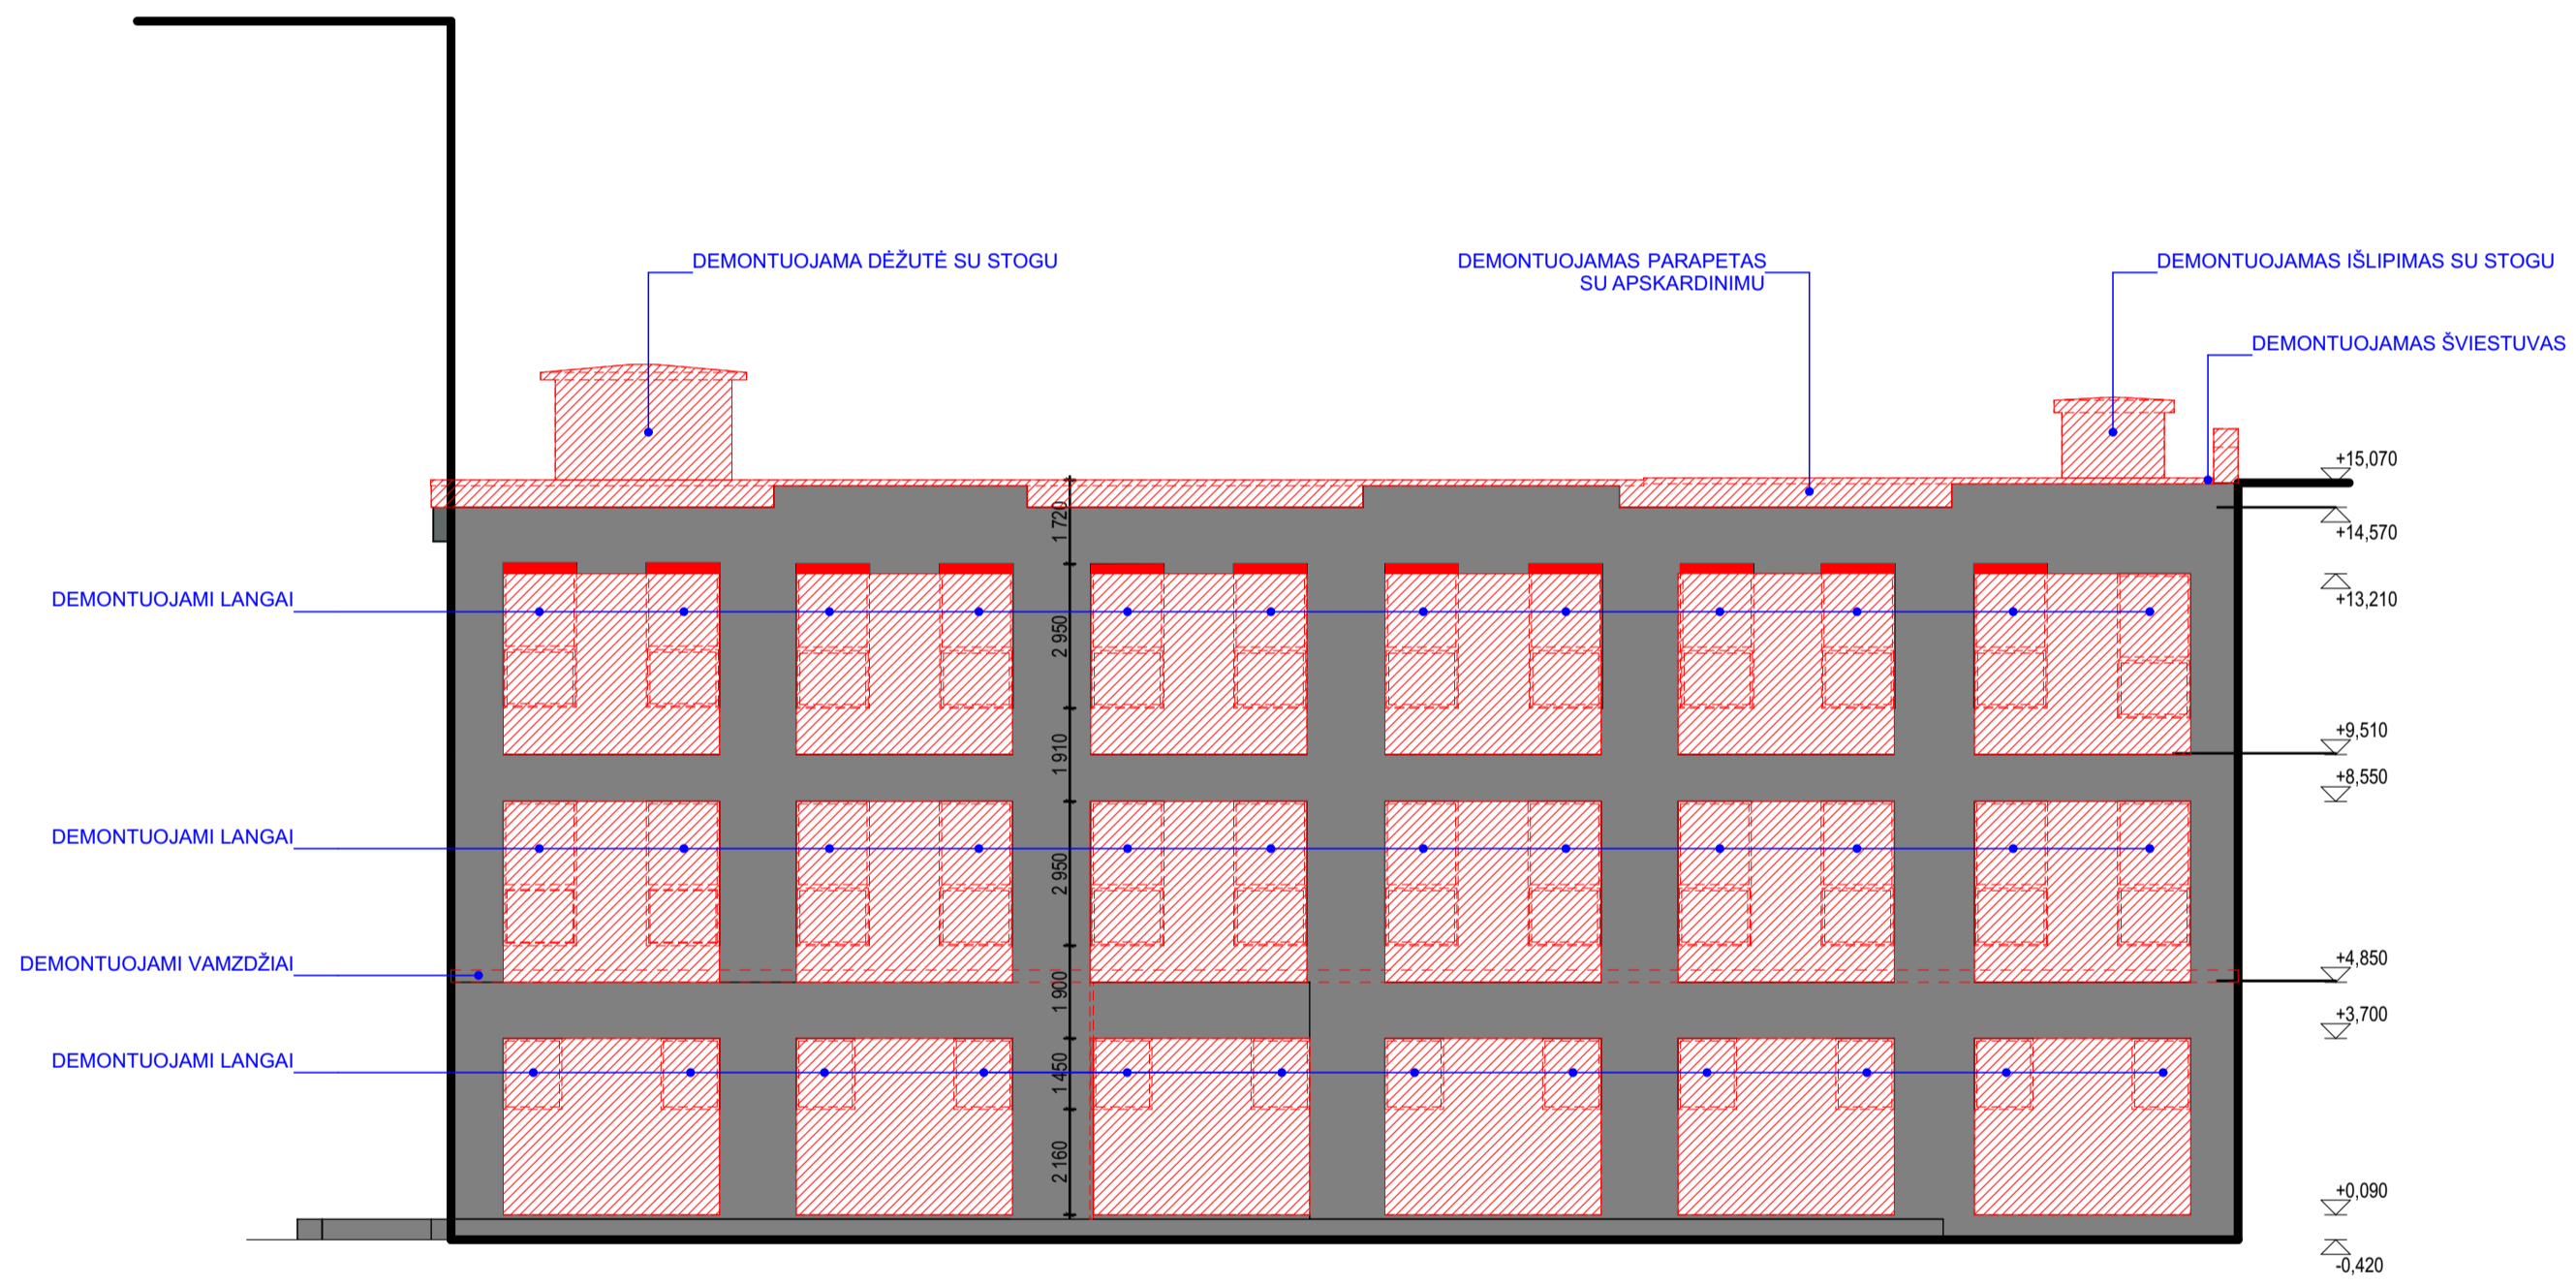 DEMONTUOJAMA DĖŽUTĖ SU STOGU
DEMONTUOJAMAS PARAPETAS
SU APSKARDINIMU
DEMONTUOJAMAS IŠLIPIMAS SU STOGU
DEMONTUOJAMAS ŠVIESTUVAS
+15,070
1 720
+14,570
DEMONTUOJAMI LANGAI
+13,210
2 950
+9,510
1 910
+8,550
DEMONTUOJAMI LANGAI
2 950
DEMONTUOJAMI VAMZDŽIAI
+4,850
1 900
+3,700
DEMONTUOJAMI LANGAI
1 450
2 160
+0,090
-0,420